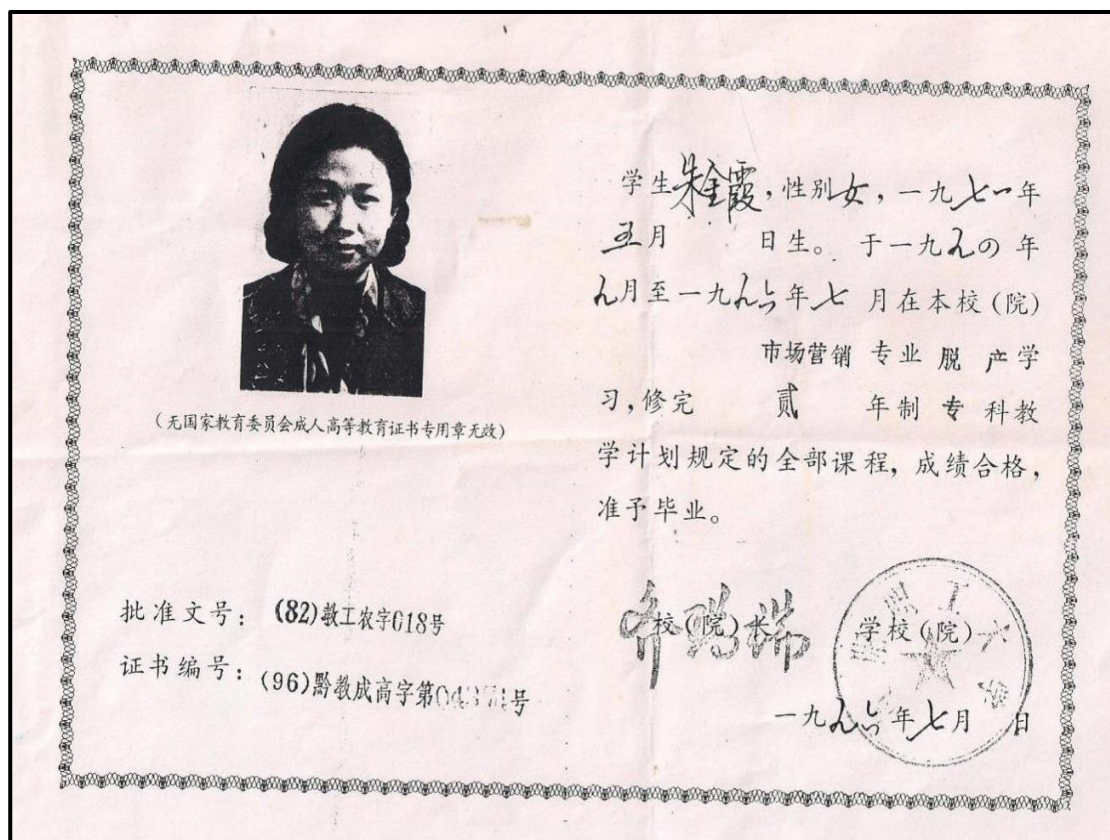 学生朱金霞,性别女,一九七一年
五月 日生。于一九九四年
九月至一九九六年七月在本校(院)
市场营销 专业 脱产学
习,修完 贰 年制 专 科教
学计划规定的全部课程,成绩合格,
准予毕业。
(无国家教育委员会成人高等教育证书专用章无效)
批准文号: (82)教工农字018号
证书编号: (96)黔教成高字第号
校(院)长
学校(院)
一九九六年七月 日